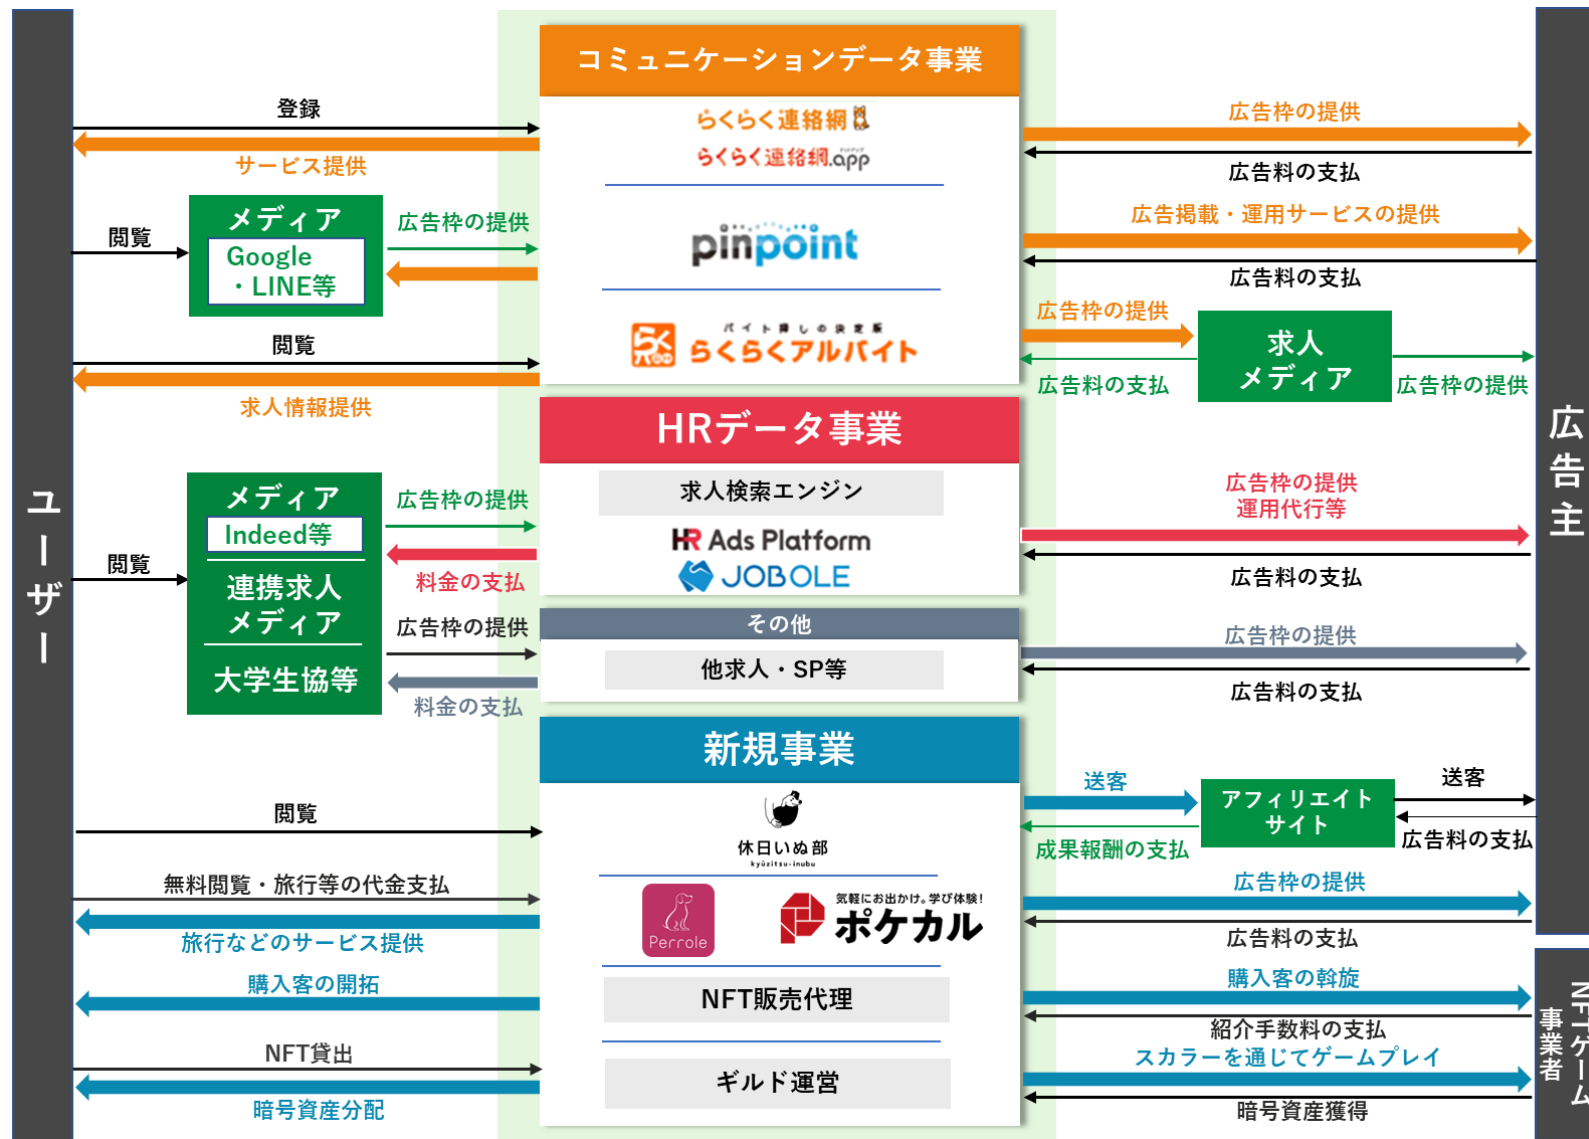 ユーザー
コミュニケーションデータ事業
登録
サービス提供
らくらく連絡網
らくらく連絡網.app
広告枠の提供
広告料の支払
閲覧
メディア
Google
・LINE等
広告枠の提供
pinpoint
広告掲載・運用サービスの提供
広告料の支払
閲覧
求人情報提供
バイト探しの決定版
らくらくアルバイト
広告枠の提供
広告料の支払
求人
メディア
広告枠の提供
広告主
HRデータ事業
求人検索エンジン
HR Ads Platform
JOBOLE
閲覧
メディア
Indeed等
連携求人
メディア
大学生協等
広告枠の提供
料金の支払
広告枠の提供
料金の支払
広告枠の提供
運用代行等
広告料の支払
その他
他求人・SP等
広告枠の提供
広告料の支払
新規事業
閲覧
休日いぬ部
kyûzitsu-inubu
送客
成果報酬の支払
アフィリエイト
サイト
送客
広告料の支払
無料閲覧・旅行等の代金支払
旅行などのサービス提供
Perrole
気軽にお出かけ。学び体験!
ポケカル
広告枠の提供
広告料の支払
購入客の開拓
NFT販売代理
購入客の斡旋
紹介手数料の支払
NFT貸出
暗号資産分配
ギルド運営
スカラーを通じてゲームプレイ
暗号資産獲得
NFTゲーム
事業者